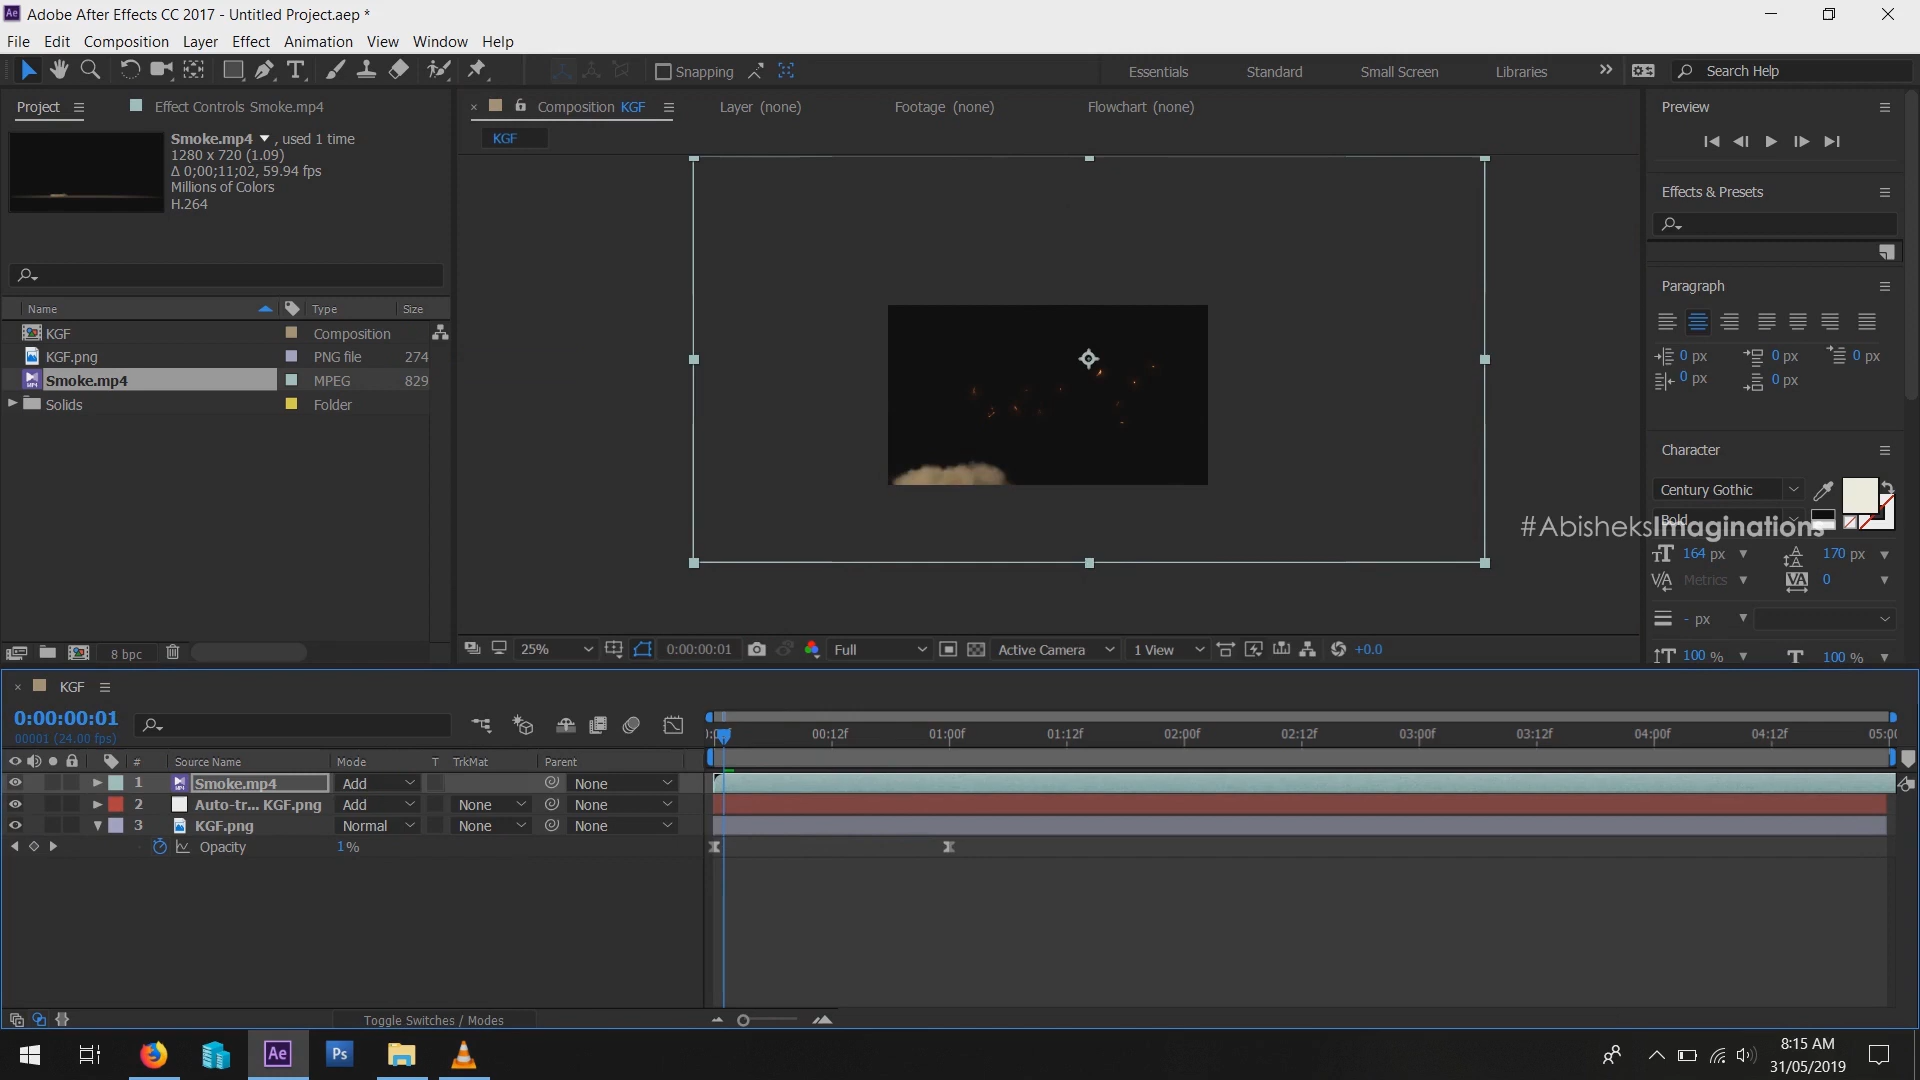 Adobe After Effects CC 2017 - Untitled Project.aep *
File Edit Composition Layer Effect Animation View Window Help
Snapping
Essentials Standard Small Screen Libraries
Search Help
Project
Effect Controls Smoke.mp4
Smoke.mp4 , used 1 time
1280 x 720 (1.09)
Δ 0;00;11;02, 59.94 fps
Millions of Colors
H.264
Name Type Size
KGF Composition
KGF.png PNG file 274
Smoke.mp4 MPEG 829
Solids Folder
8 bpc
Composition KGF
Layer (none)
Footage (none)
Flowchart (none)
KGF
25%
0:00:00:01
Full
Active Camera
1 View
+0.0
Preview
Effects & Presets
Paragraph
0 px 0 px 0 px
0 px 0 px
Character
Century Gothic
Bold
#AbisheksImaginations
164 px 170 px
Metrics 0
- px
100 % 100 %
KGF
0:00:00:01
00001 (24.00 fps)
00:12f 01:00f 01:12f 02:00f 02:12f 03:00f 03:12f 04:00f 04:12f
# Source Name Mode T TrkMat Parent
1 Smoke.mp4 Add None
2 Auto-tr... KGF.png Add None None
3 KGF.png Normal None None
Opacity 1%
Toggle Switches / Modes
Ae
Ps
8:15 AM
31/05/2019